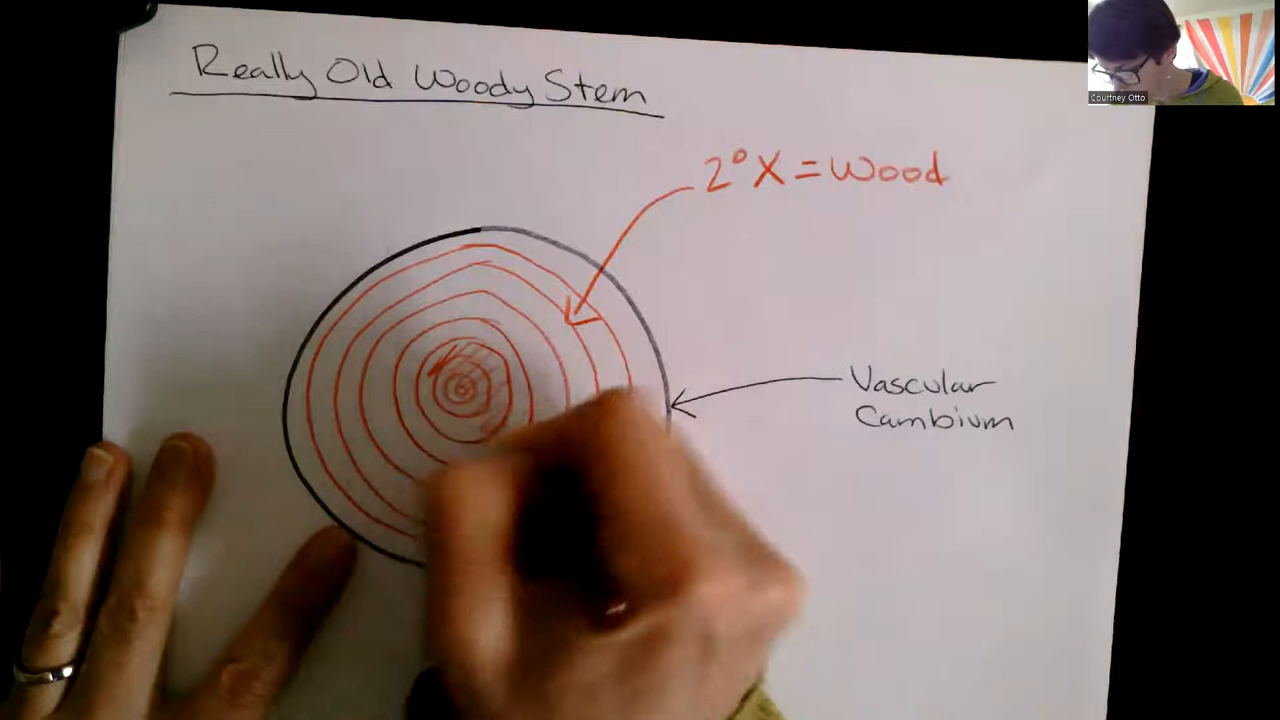 Really Old Woody Stem
2° X = Wood
Vascular
Cambium
Courtney Otto